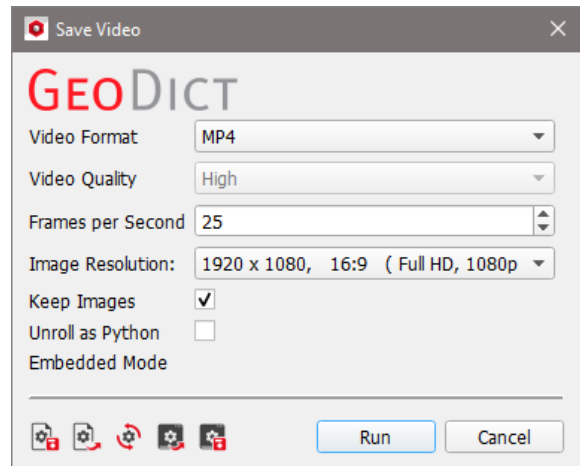 Save Video
GEODICT
Video Format MP4
Video Quality High
Frames per Second 25
Image Resolution: 1920 x 1080, 16:9 ( Full HD, 1080p
Keep Images
Unroll as Python
Embedded Mode
Run Cancel